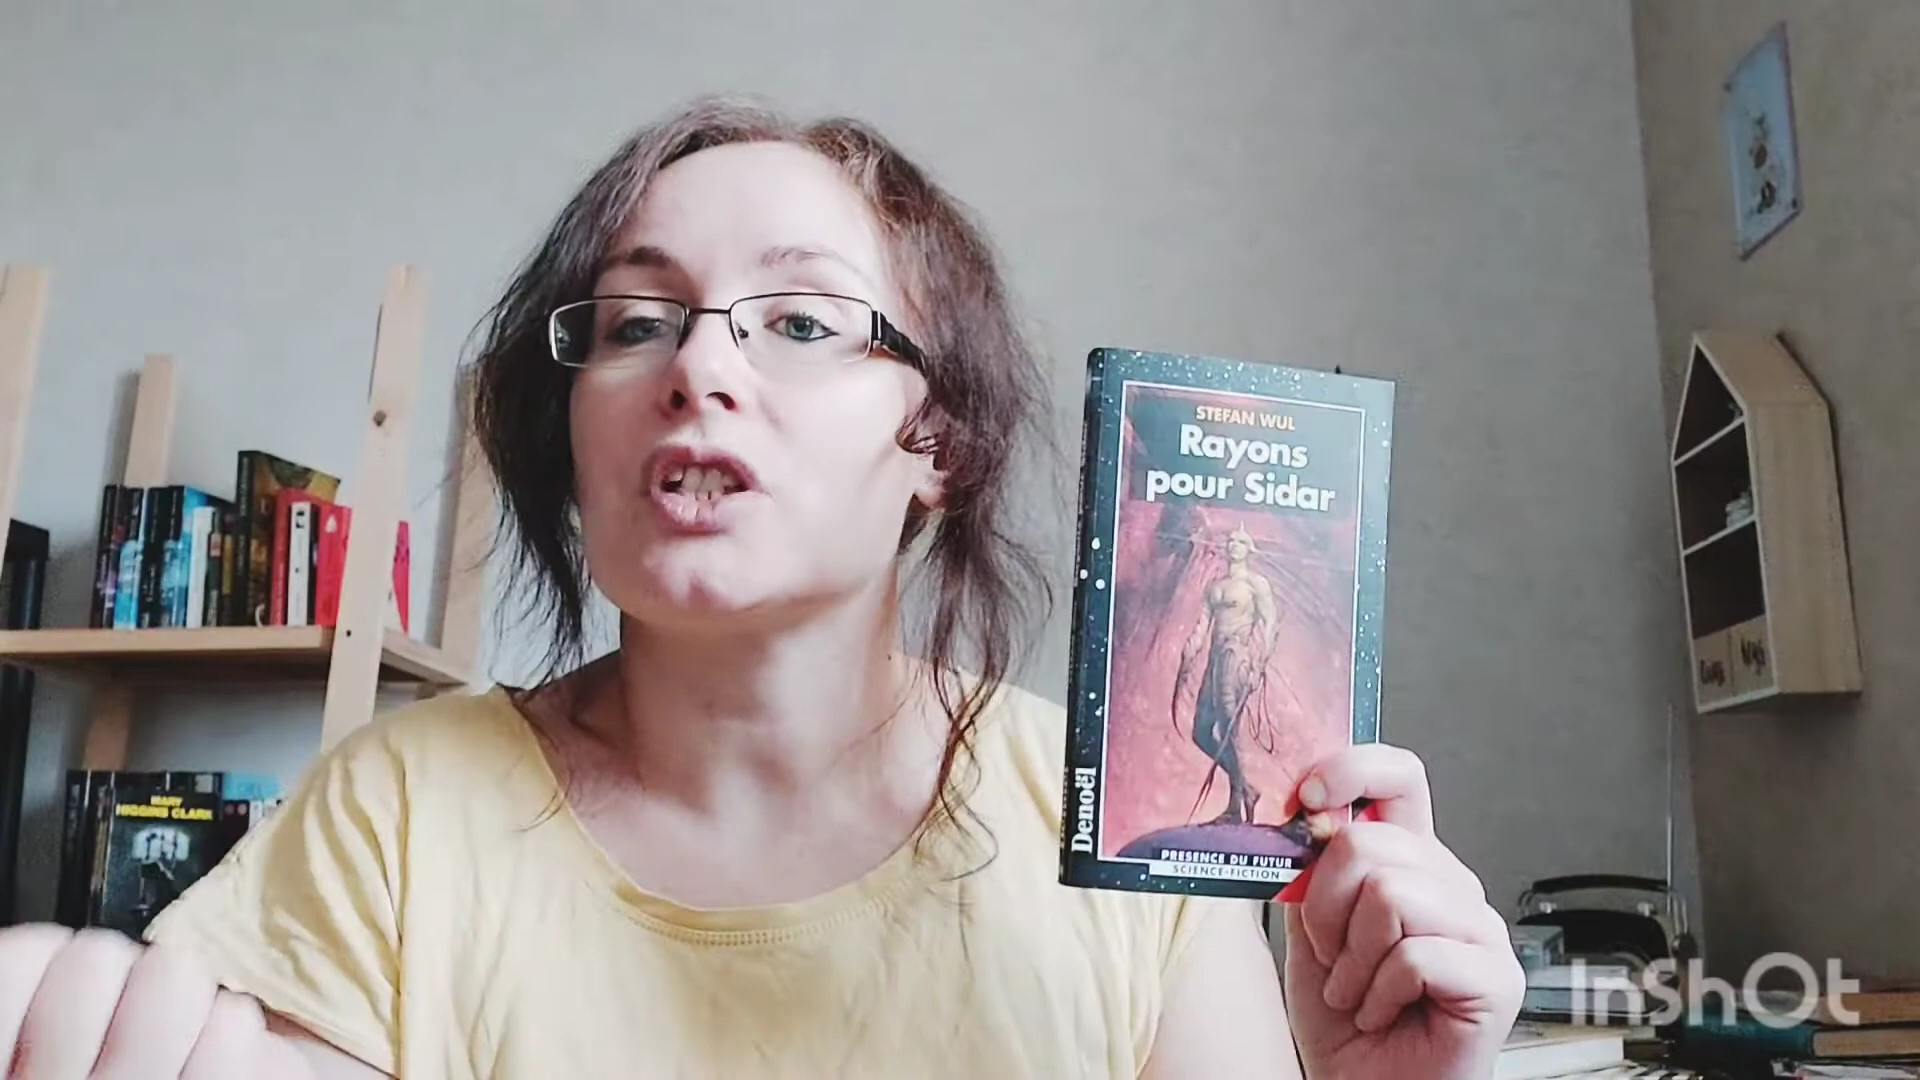 STEFAN WUL
Rayons
pour Sidar
Denoël
PRESENCE DU FUTUR
SCIENCE-FICTION
MARY
HIGGINS CLARK
InShOt